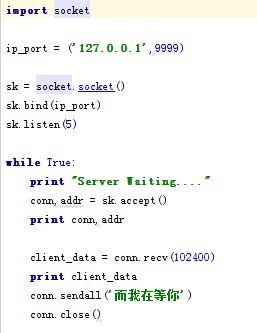 import socket
ip_port = ('127.0.0.1',9999)
sk = socket.socket()
sk.bind(ip_port)
sk.listen(5)
while True:
    print "Server Waiting...."
    conn,addr = sk.accept()
    print conn,addr
    client_data = conn.recv(102400)
    print client_data
    conn.sendall('而我在等你')
    conn.close()